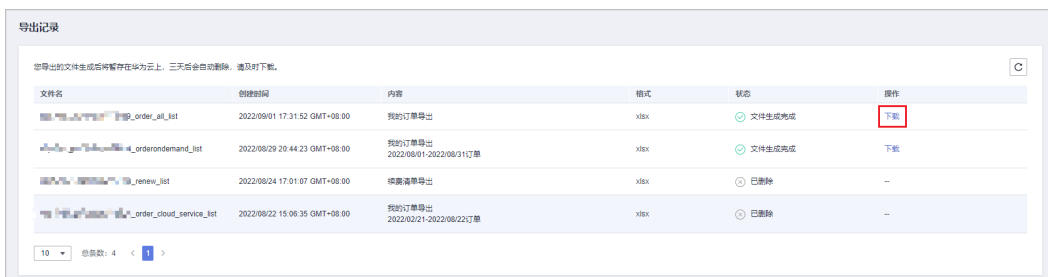 导出记录
您导出的文件生成后将暂存在华为云上，三天后会自动删除，请及时下载。
文件名 创建时间 内容 格式 状态 操作
9_order_all_list 2022/09/01 17:31:52 GMT+08:00 我的订单导出 xlsx 文件生成完成 下载
_orderondemand_list 2022/08/29 20:44:23 GMT+08:00 我的订单导出 xlsx 文件生成完成 下载
2022/08/01-2022/08/31订单
_renew_list 2022/08/24 17:01:07 GMT+08:00 续费清单导出 xlsx 已删除 --
_order_cloud_service_list 2022/08/22 15:06:35 GMT+08:00 我的订单导出 xlsx 已删除 --
2022/02/21-2022/08/22订单
10 总条数：4 < 1 >